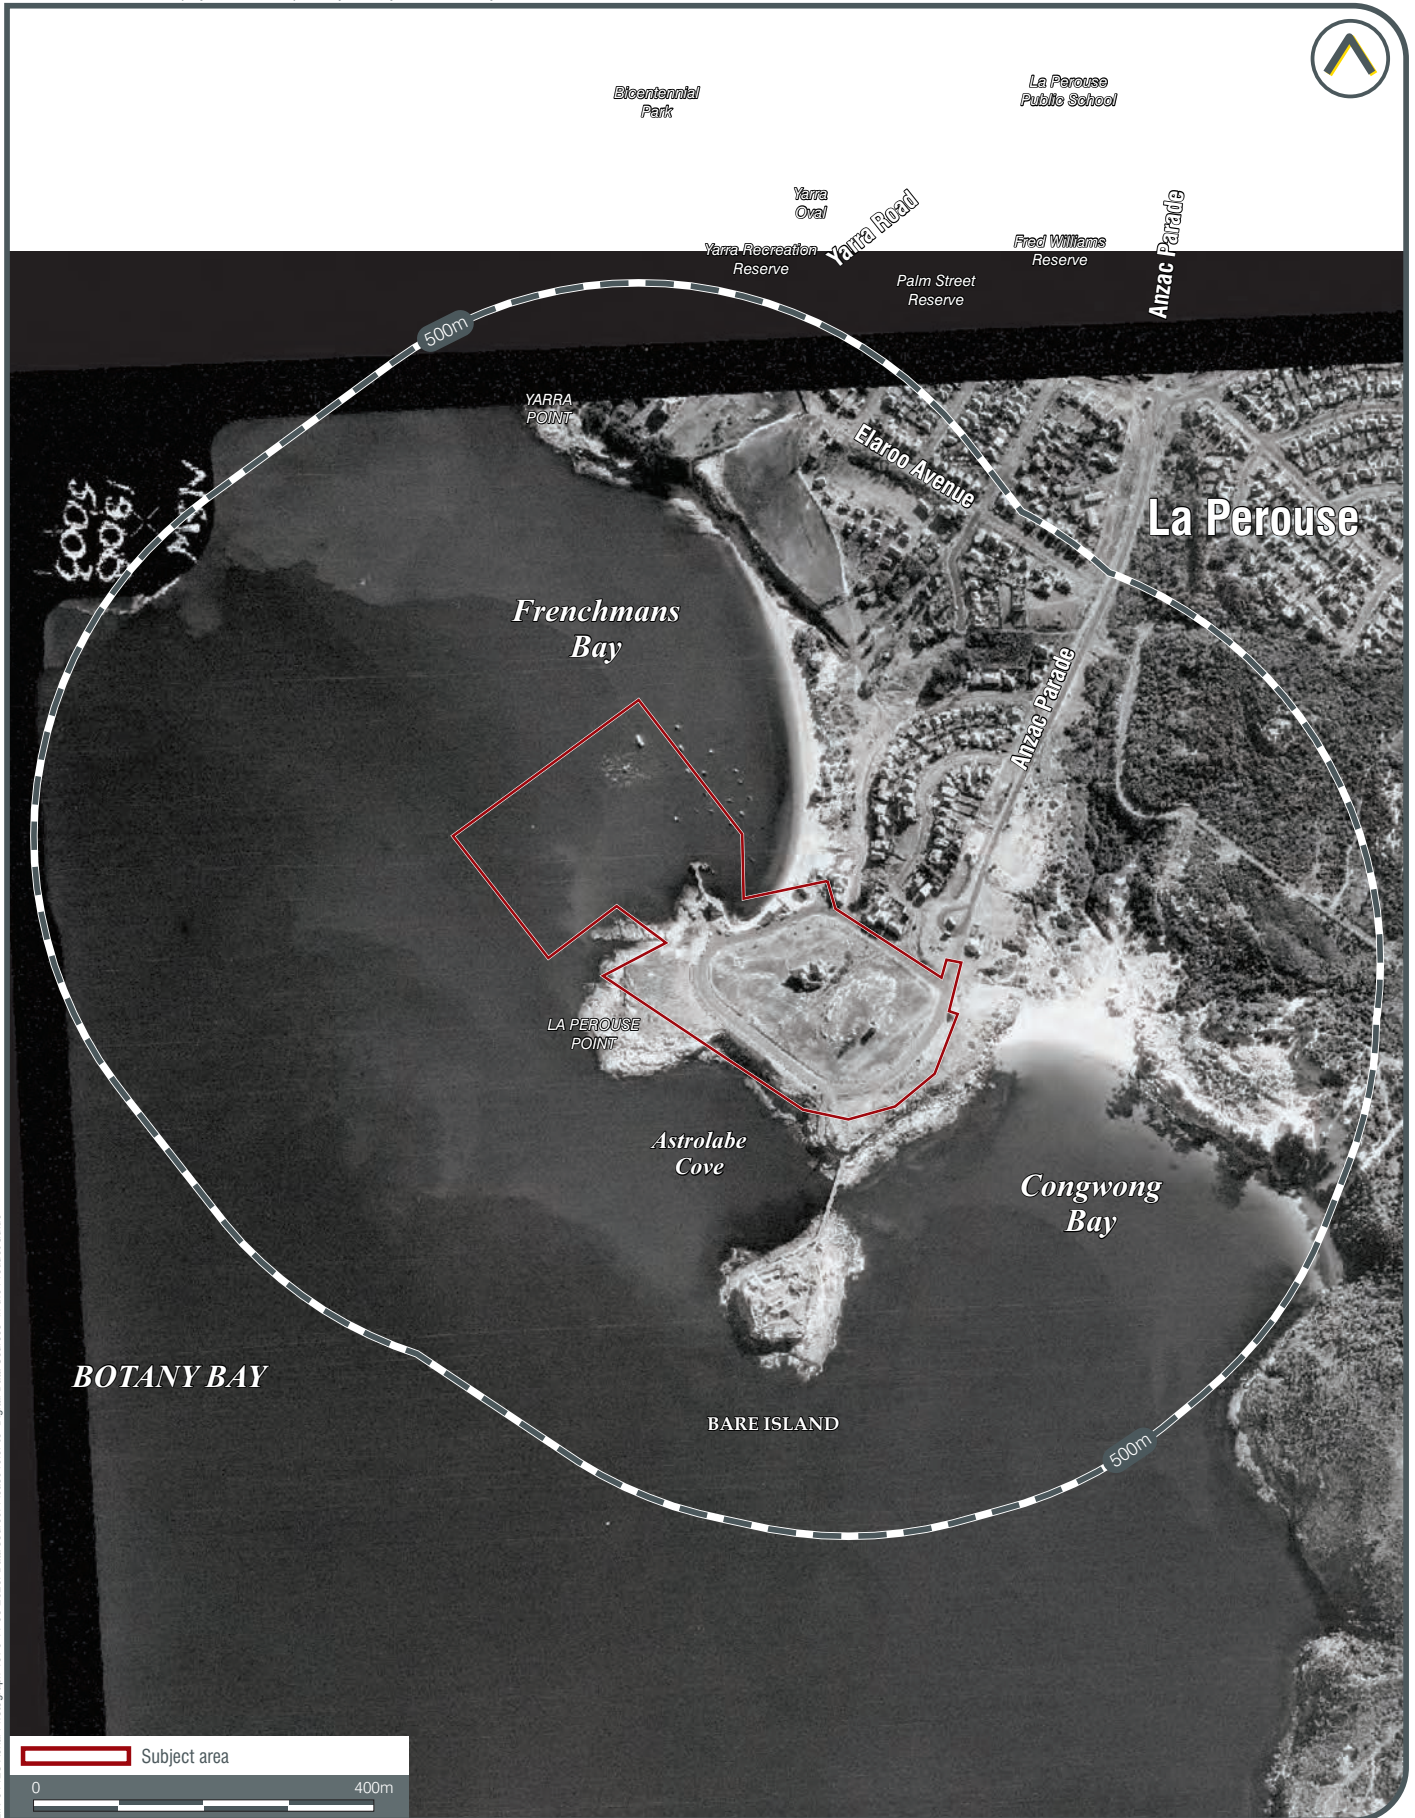 Bicentennial
Park
La Perouse
Public School
Yarra
Oval
Yarra Road
Anzac Parade
Yarra Recreation
Reserve
Fred Williams
Reserve
Palm Street
Reserve
500m
YARRA
POINT
Elaroo Avenue
La Perouse
Frenchmans
Bay
Anzac Parade
LA PEROUSE
POINT
Astrolabe
Cove
Congwong
Bay
BOTANY BAY
BARE ISLAND
500m
Subject area
0 400m